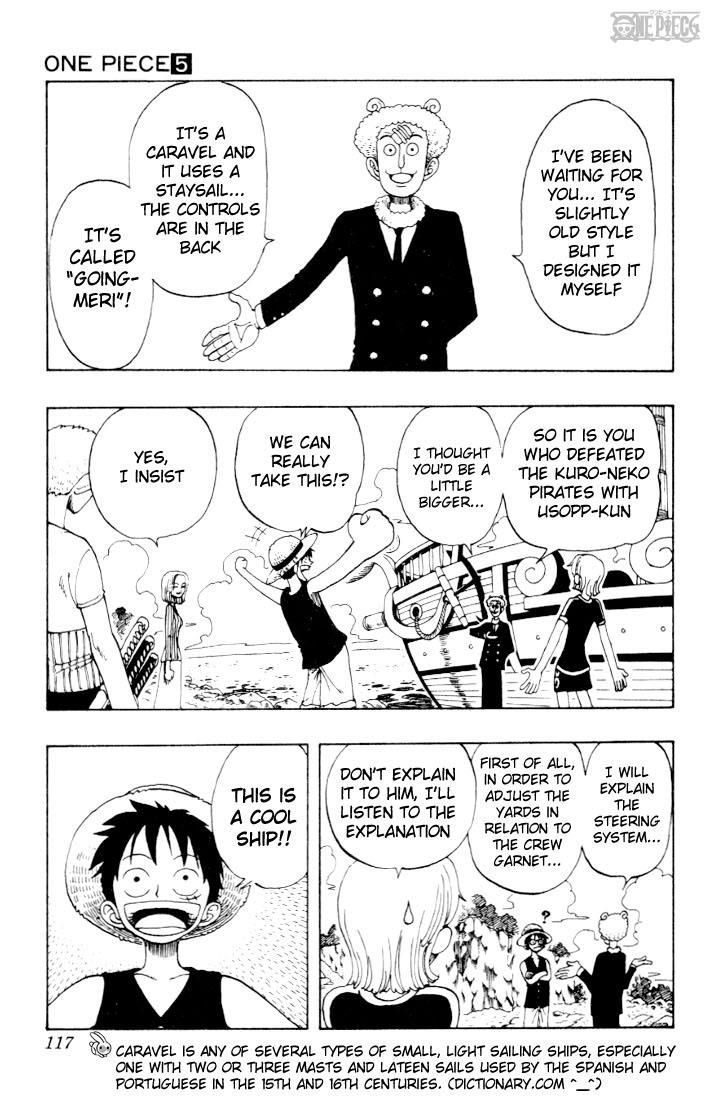 ワンピース
ONE PIECE
ONE PIECE 5
I'VE BEEN
WAITING FOR
YOU... IT'S
SLIGHTLY
OLD STYLE
BUT I
DESIGNED IT
MYSELF
IT'S A
CARAVEL AND
IT USES A
STAYSAIL...
THE CONTROLS
ARE IN THE
BACK
IT'S
CALLED
"GOING-
MERI"!
SO IT IS YOU
WHO DEFEATED
THE KURO-NEKO
PIRATES WITH
USOPP-KUN
I THOUGHT
YOU'D BE A
LITTLE
BIGGER...
WE CAN
REALLY
TAKE THIS!?
YES,
I INSIST
I WILL
EXPLAIN
THE
STEERING
SYSTEM...
FIRST OF ALL,
IN ORDER TO
ADJUST THE
YARDS IN
RELATION TO
THE CREW
GARNET...
DON'T EXPLAIN
IT TO HIM, I'LL
LISTEN TO THE
EXPLANATION
?
THIS IS
A COOL
SHIP!!
117
CARAVEL IS ANY OF SEVERAL TYPES OF SMALL, LIGHT SAILING SHIPS, ESPECIALLY
ONE WITH TWO OR THREE MASTS AND LATEEN SAILS USED BY THE SPANISH AND
PORTUGUESE IN THE 15TH AND 16TH CENTURIES. (DICTIONARY.COM ^__^)